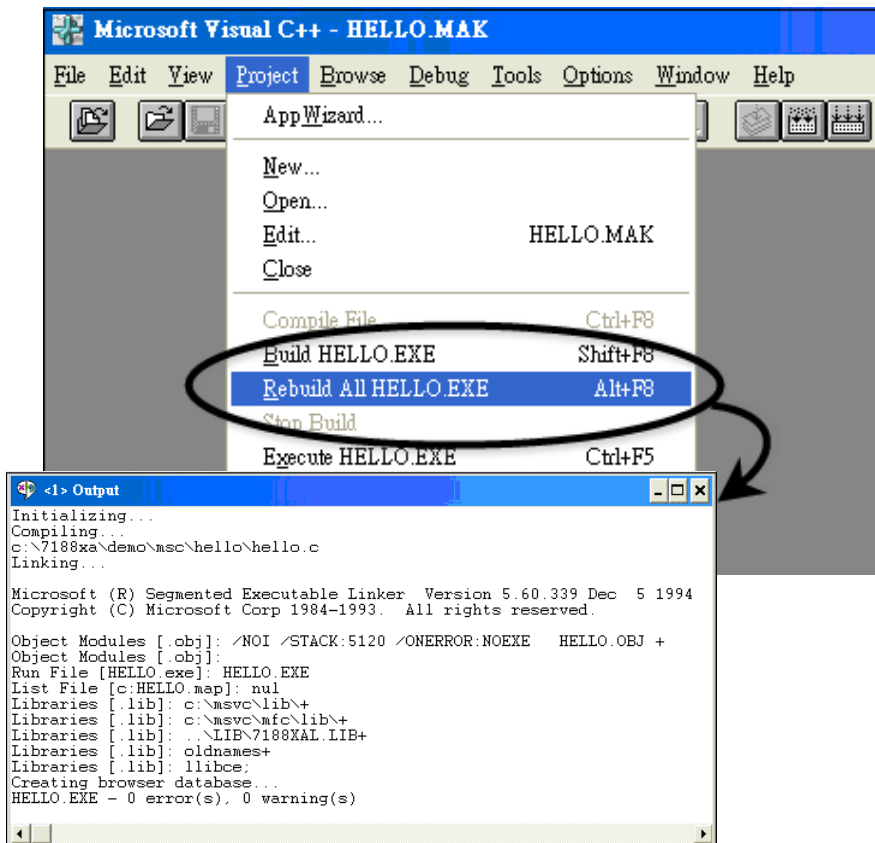 Microsoft Visual C++ - HELLO.MAK
File Edit View Project Browse Debug Tools Options Window Help
AppWizard...
New...
Open...
Edit... HELLO.MAK
Close
Compile File Ctrl+F8
Build HELLO.EXE Shift+F8
Rebuild All HELLO.EXE Alt+F8
Stop Build
Execute HELLO.EXE Ctrl+F5
<1> Output
Initializing...
Compiling...
c:\7188xa\demo\msc\hello\hello.c
Linking...
Microsoft (R) Segmented Executable Linker Version 5.60.339 Dec 5 1994
Copyright (C) Microsoft Corp 1984-1993. All rights reserved.
Object Modules [.obj]: /NOI /STACK:5120 /ONERROR:NOEXE HELLO.OBJ +
Object Modules [.obj]:
Run File [HELLO.exe]: HELLO.EXE
List File [c:HELLO.map]: nul
Libraries [.lib]: c:\msvc\lib\+
Libraries [.lib]: c:\msvc\mfc\lib\+
Libraries [.lib]: ..\LIB\7188XAL.LIB+
Libraries [.lib]: oldnames+
Libraries [.lib]: llibce;
Creating browser database...
HELLO.EXE - 0 error(s), 0 warning(s)